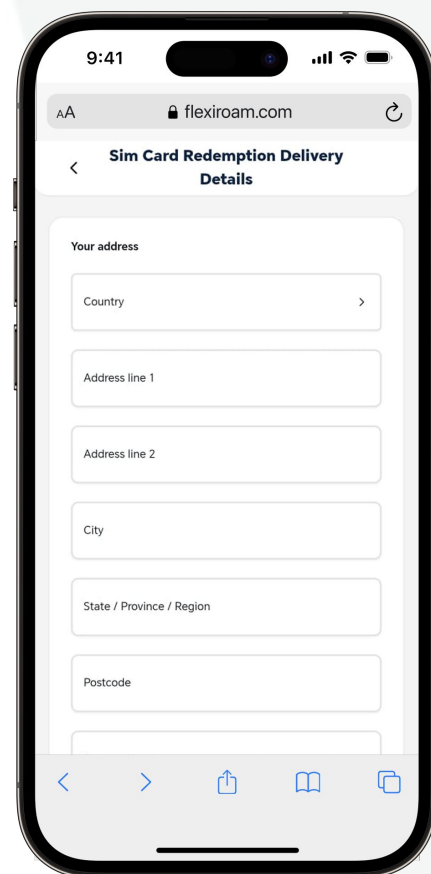 9:41
AA flexiroam.com
Sim Card Redemption Delivery
Details
Your address
Country
Address line 1
Address line 2
City
State / Province / Region
Postcode